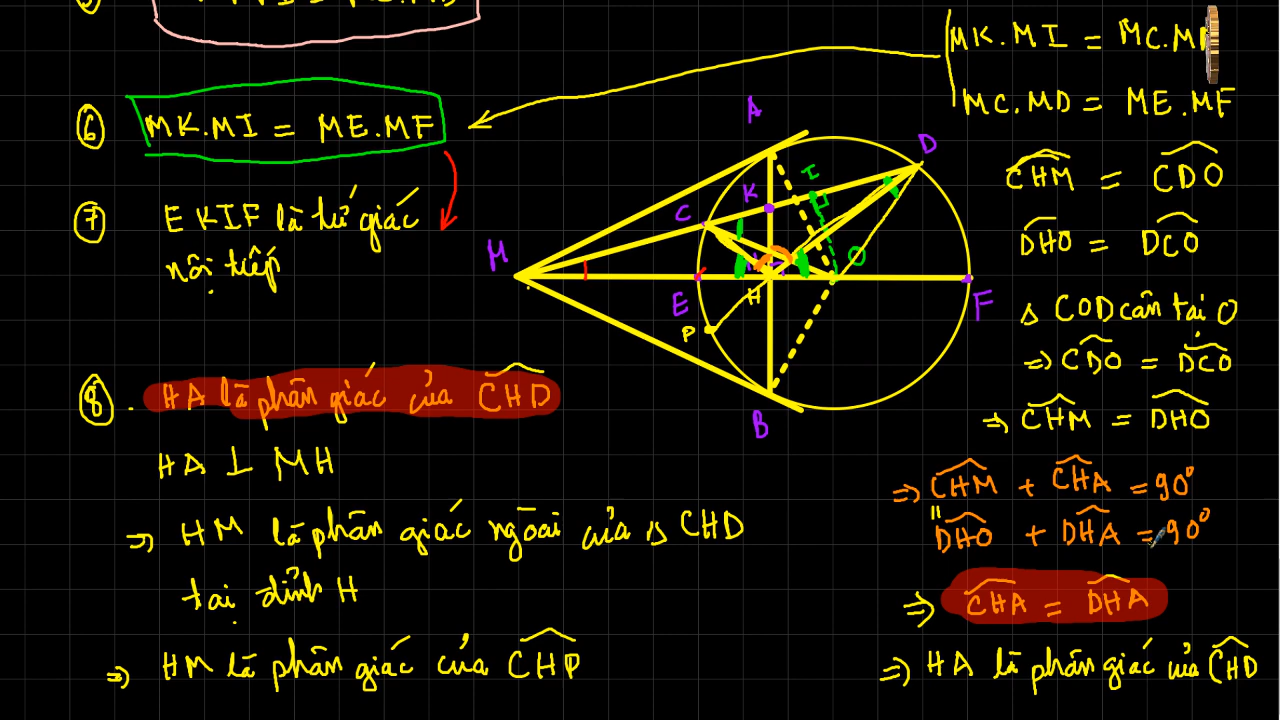 MK.MI = ME.MF
⑥
⑦ EKIF là tứ giác
nội tiếp
⑧. HA là phân giác của CHD
HA ⊥ MH
⇒ HM là phân giác ngoài của Δ CHD
tại đỉnh H
⇒ HM là phân giác của CHP
A
D
I
K
C
M
O
E
H
F
P
B
MK.MI = MC.M
MC.MD = ME.MF
CHM = CDO
DHO = DCO
Δ COD cân tại O
⇒ CDO = DCO
⇒ CHM = DHO
⇒ CHM + CHA = 90°
DHO + DHA = 90°
⇒ CHA = DHA
⇒ HA là phân giác của CHD